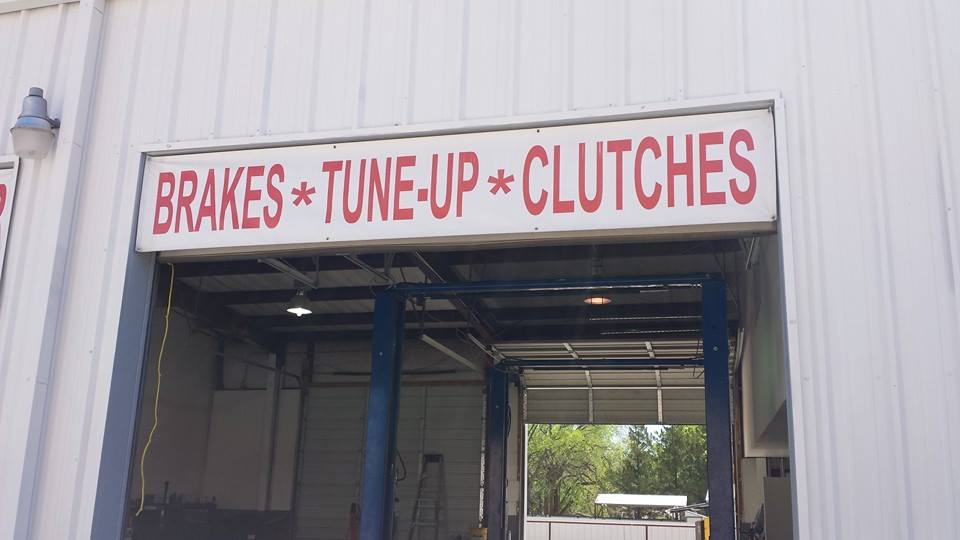 BRAKES * TUNE-UP * CLUTCHES